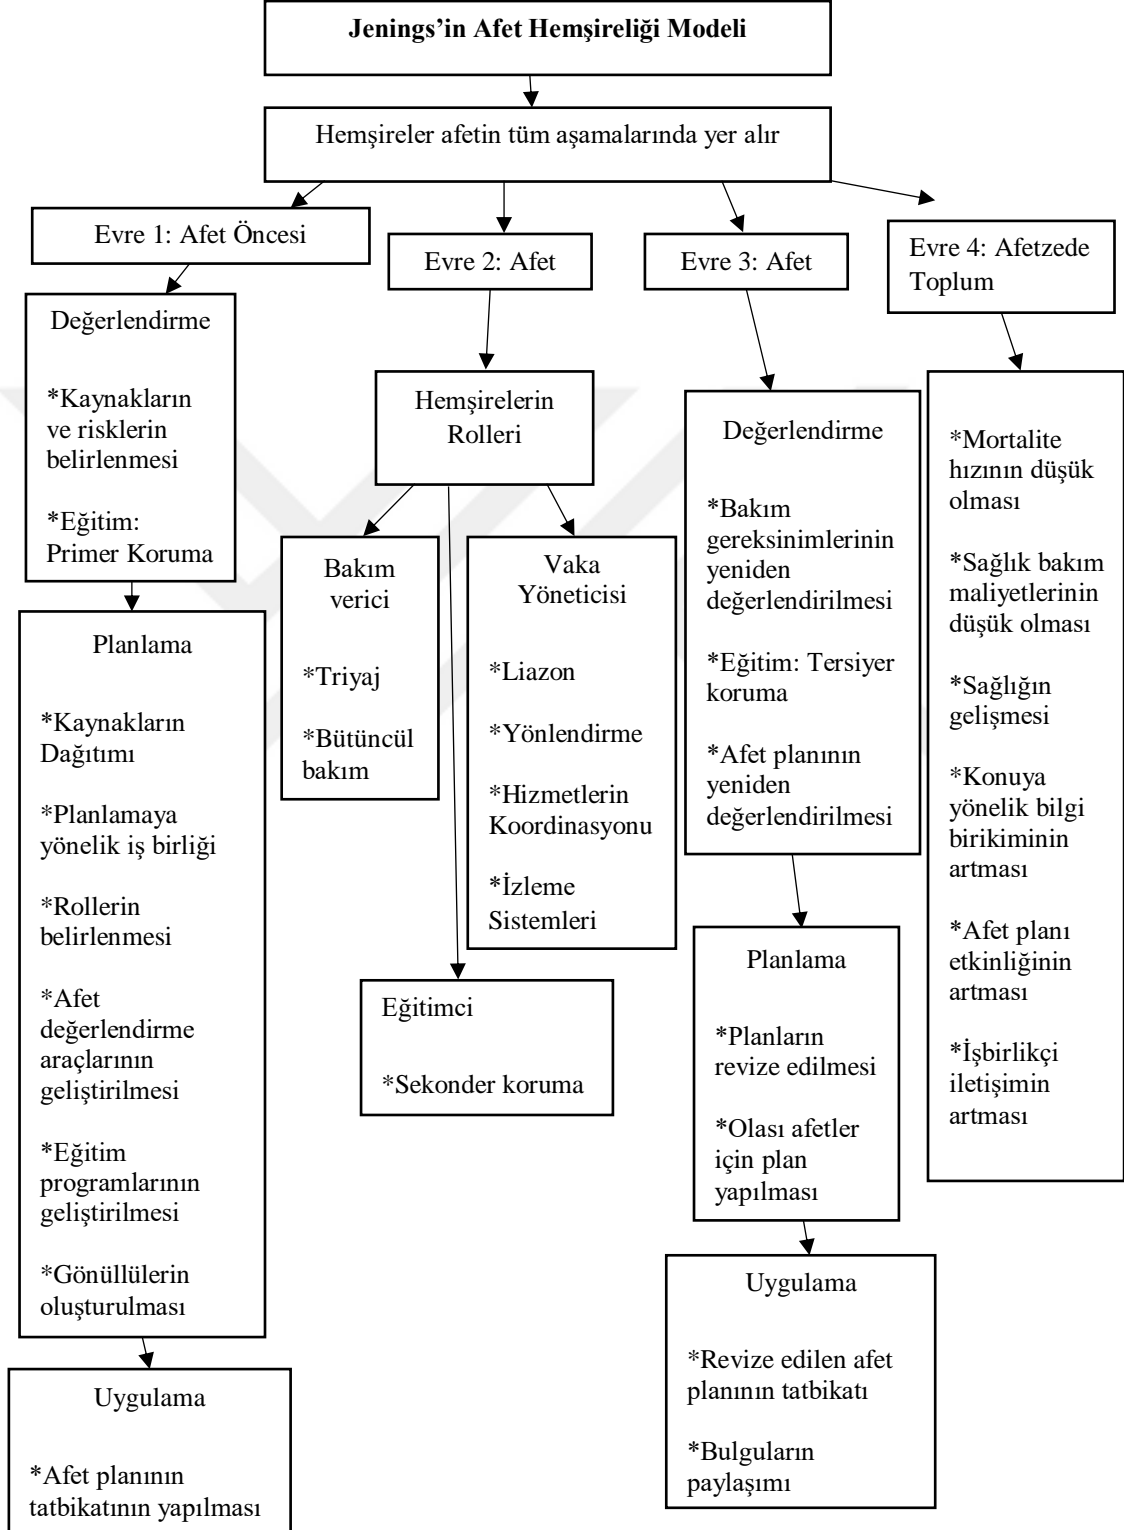 Jenings’in Afet Hemşireliği Modeli
Hemşireler afetin tüm aşamalarında yer alır
Evre 1: Afet Öncesi
Evre 2: Afet
Evre 3: Afet
Evre 4: Afetzede
Toplum
Değerlendirme
*Kaynakların
ve risklerin
belirlenmesi
*Eğitim:
Primer Koruma
Planlama
*Kaynakların
Dağıtımı
*Planlamaya
yönelik iş birliği
*Rollerin
belirlenmesi
*Afet
değerlendirme
araçlarının
geliştirilmesi
*Eğitim
programlarının
geliştirilmesi
*Gönüllülerin
oluşturulması
Uygulama
*Afet planının
tatbikatının yapılması
Hemşirelerin
Rolleri
Bakım
verici
*Triyaj
*Bütüncül
bakım
Vaka
Yöneticisi
*Liazon
*Yönlendirme
*Hizmetlerin
Koordinasyonu
*İzleme
Sistemleri
Eğitimci
*Sekonder koruma
Değerlendirme
*Bakım
gereksinimlerinin
yeniden
değerlendirilmesi
*Eğitim: Tersiyer
koruma
*Afet planının
yeniden
değerlendirilmesi
Planlama
*Planların
revize edilmesi
*Olası afetler
için plan
yapılması
Uygulama
*Revize edilen afet
planının tatbikatı
*Bulguların
paylaşımı
*Mortalite
hızının düşük
olması
*Sağlık bakım
maliyetlerinin
düşük olması
*Sağlığın
gelişmesi
*Konuya
yönelik bilgi
birikiminin
artması
*Afet planı
etkinliğinin
artması
*İşbirlikçi
iletişimin
artması